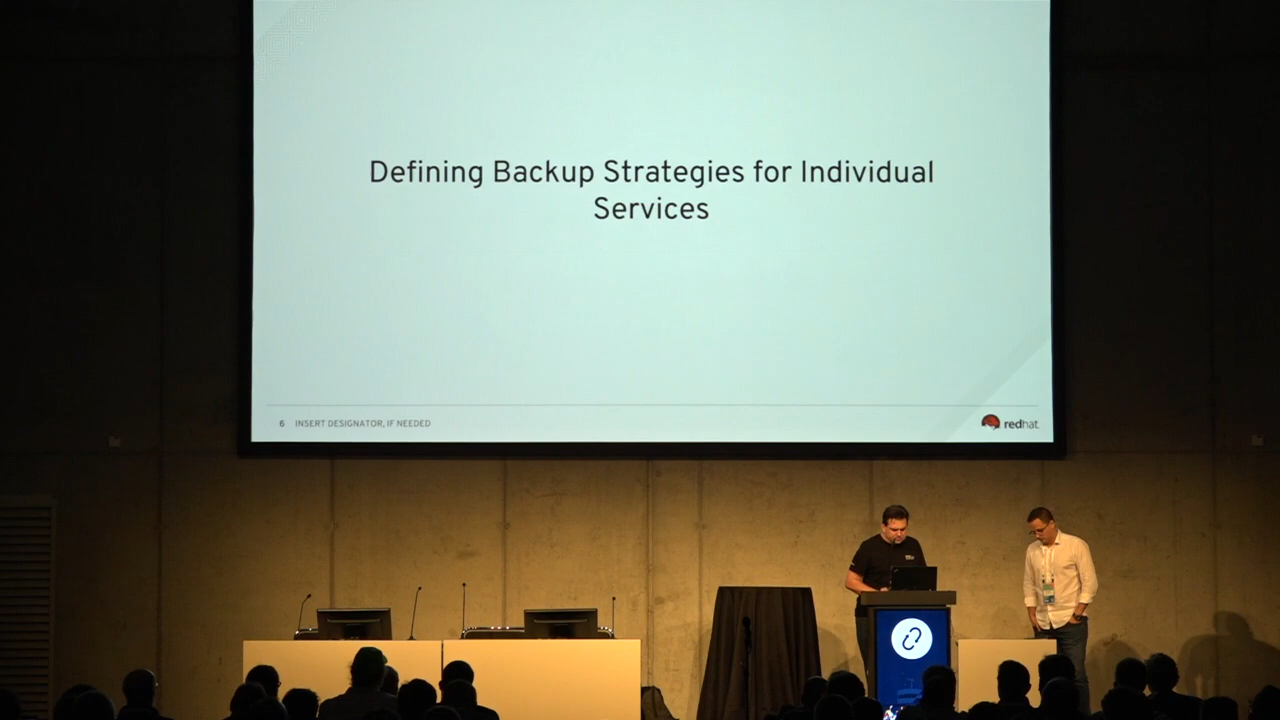 Defining Backup Strategies for Individual
Services
6 INSERT DESIGNATOR, IF NEEDED
redhat.